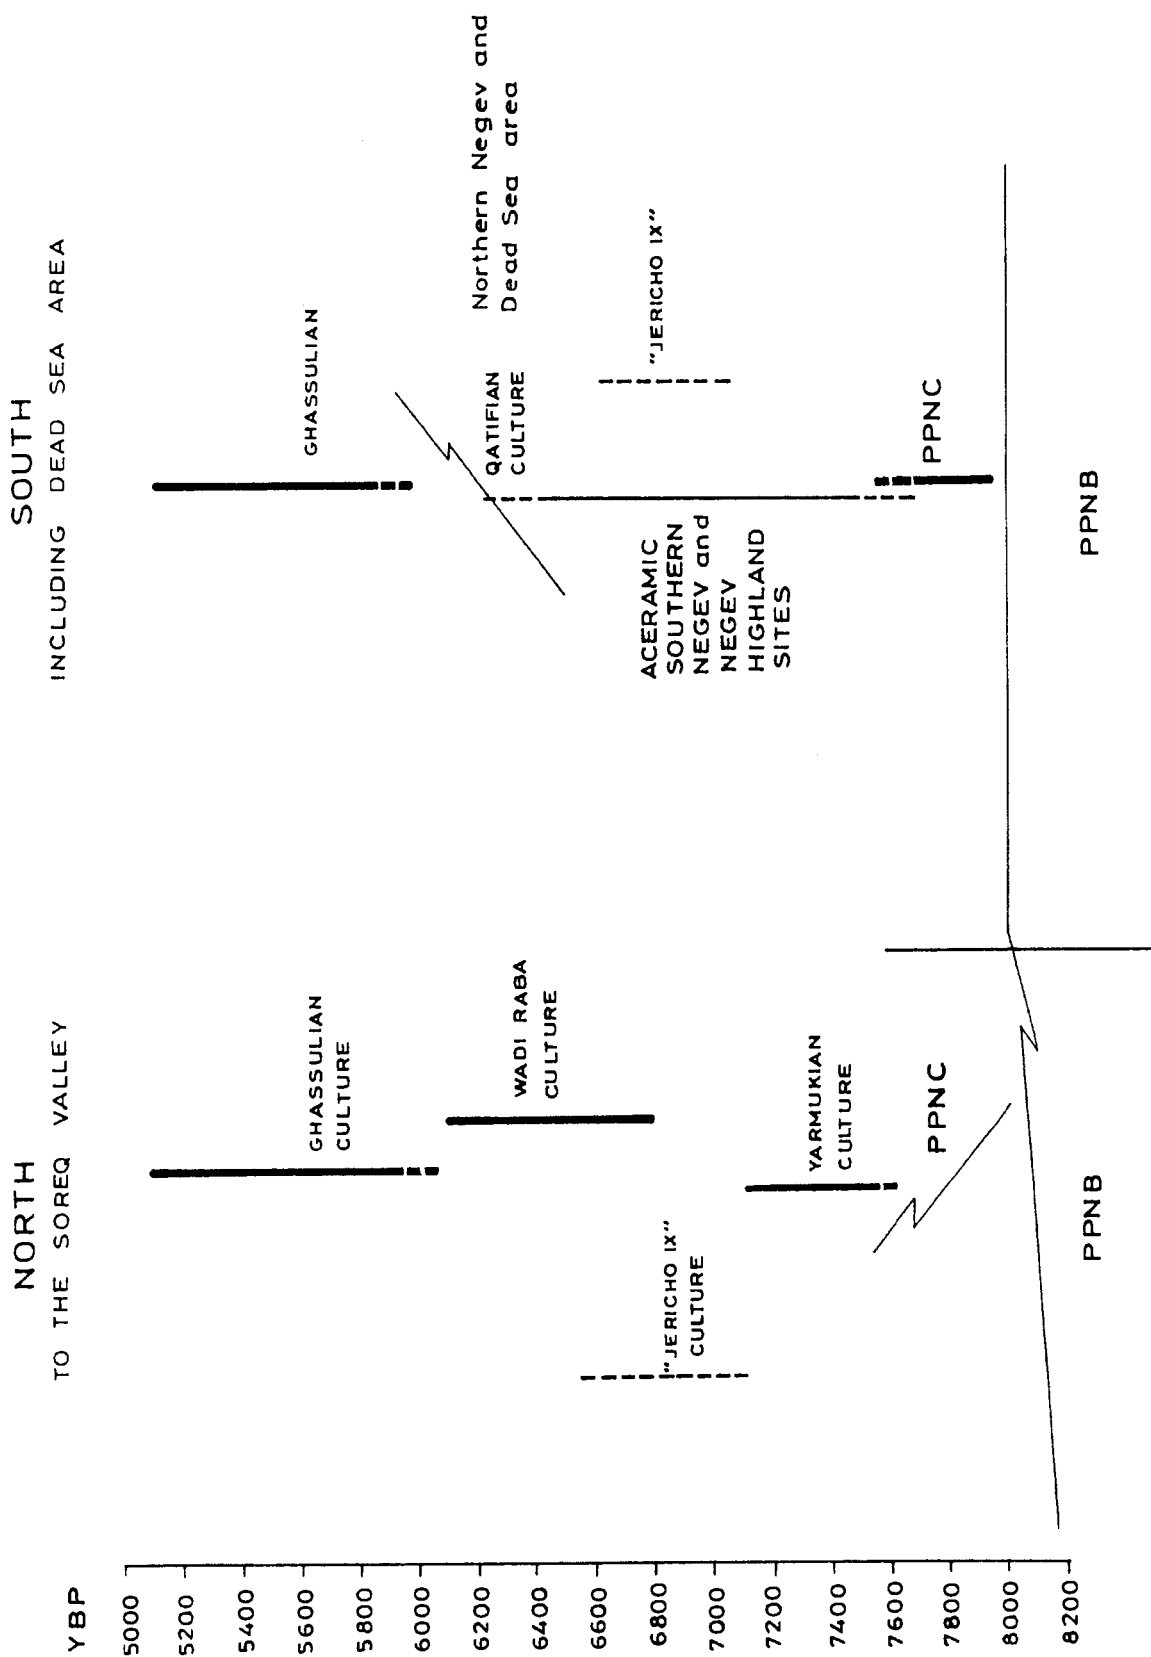 NORTH
TO THE SOREQ VALLEY
SOUTH
INCLUDING DEAD SEA AREA
YBP
5000
5200
5400
5600
5800
6000
6200
6400
6600
6800
7000
7200
7400
7600
7800
8000
8200
GHASSULIAN
CULTURE
WADI RABA
CULTURE
"JERICHO IX"
CULTURE
YARMUKIAN
CULTURE
PPNC
PPNB
GHASSULIAN
Northern Negev and
Dead Sea area
QATIFIAN
CULTURE
"JERICHO IX"
ACERAMIC
SOUTHERN
NEGEV and
NEGEV
HIGHLAND
SITES
PPNC
PPNB